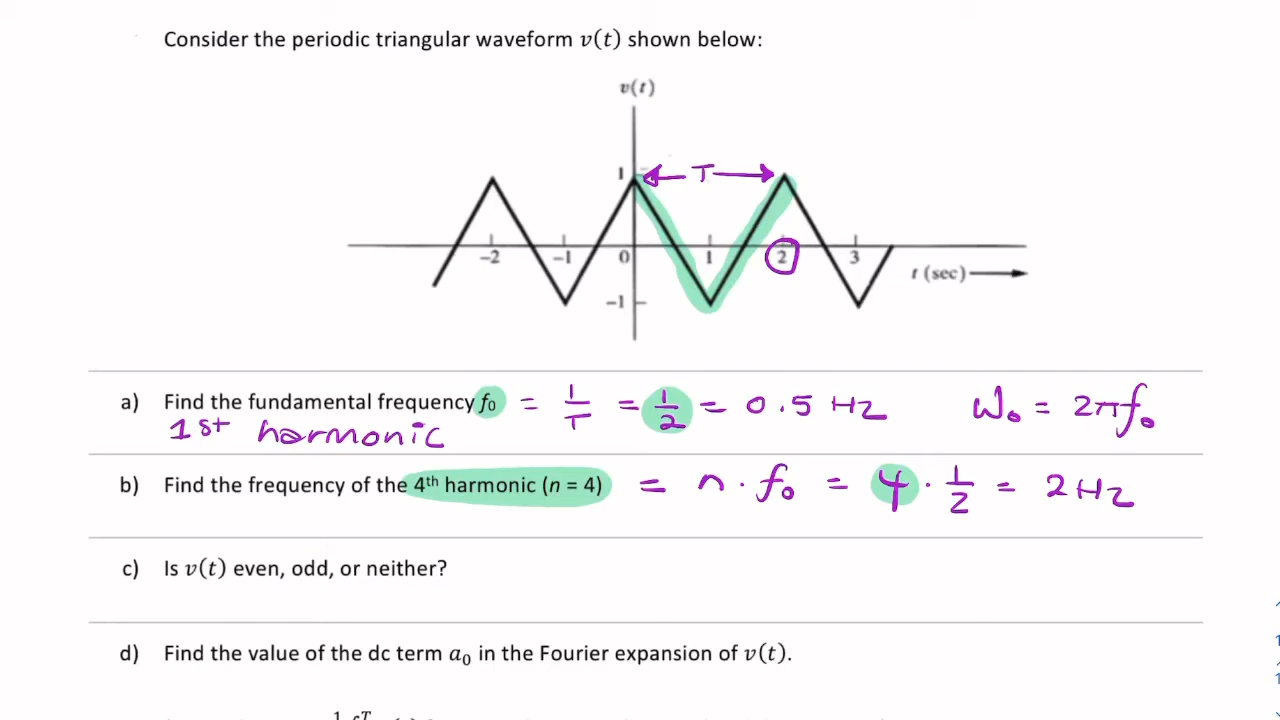 Consider the periodic triangular waveform v(t) shown below:
v(t)
1 T
-2 -1 0 1 2 3
t (sec)
-1
a) Find the fundamental frequency f₀ = 1/T = 1/2 = 0.5 Hz ω₀ = 2πf₀
1st harmonic
b) Find the frequency of the 4th harmonic (n = 4) = n · f₀ = 4 · 1/2 = 2 Hz
c) Is v(t) even, odd, or neither?
d) Find the value of the dc term a₀ in the Fourier expansion of v(t).